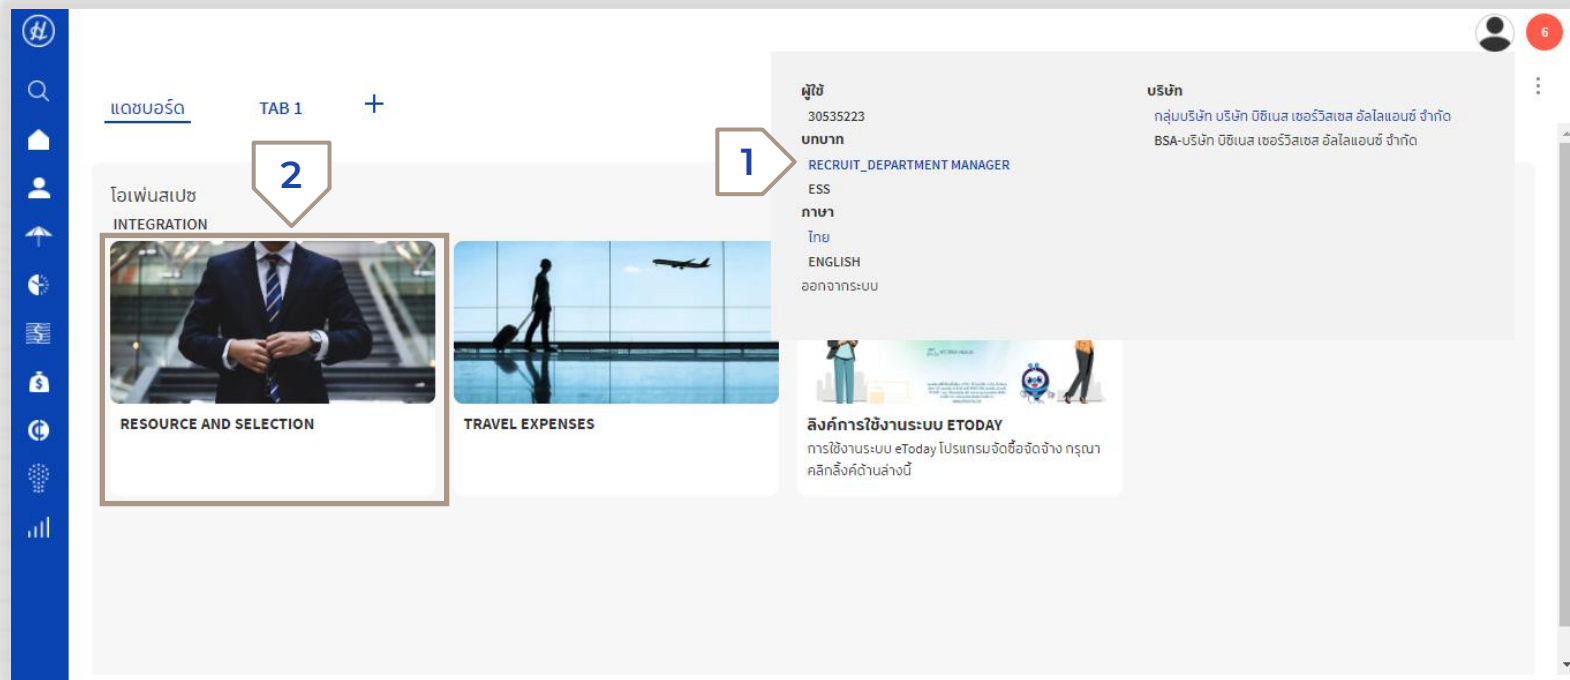 6
แดชบอร์ด
TAB 1
+
ผู้ใช้
30535223
บทบาท
RECRUIT_DEPARTMENT MANAGER
ESS
ภาษา
ไทย
ENGLISH
ออกจากระบบ
บริษัท
กลุ่มบริษัท บริษัท บิซิเนส เซอร์วิสเซส อัลไลแอนซ์ จำกัด
BSA-บริษัท บิซิเนส เซอร์วิสเซส อัลไลแอนซ์ จำกัด
1
2
โอเพ่นสเปซ
INTEGRATION
RESOURCE AND SELECTION
TRAVEL EXPENSES
ลิงค์การใช้งานระบบ ETODAY
การใช้งานระบบ eToday โปรแกรมจัดซื้อจัดจ้าง กรุณา
คลิกลิ้งค์ด้านล่างนี้